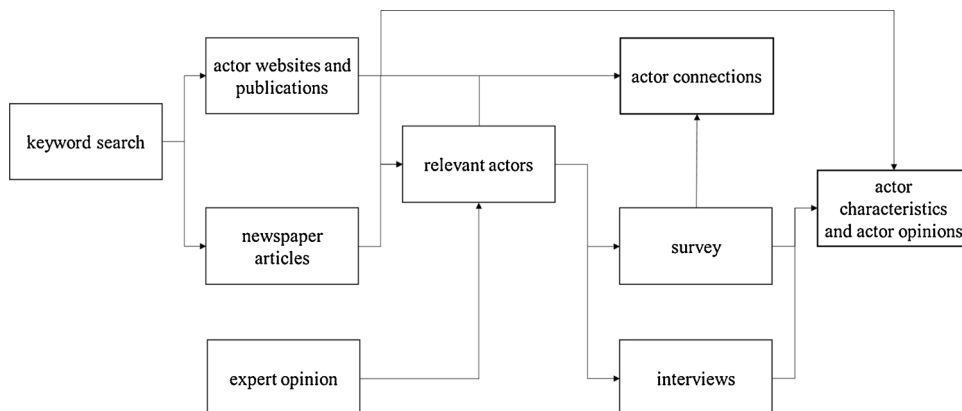 actor websites and
publications
actor connections
keyword search
relevant actors
actor
characteristics
and actor opinions
newspaper
articles
survey
expert opinion
interviews